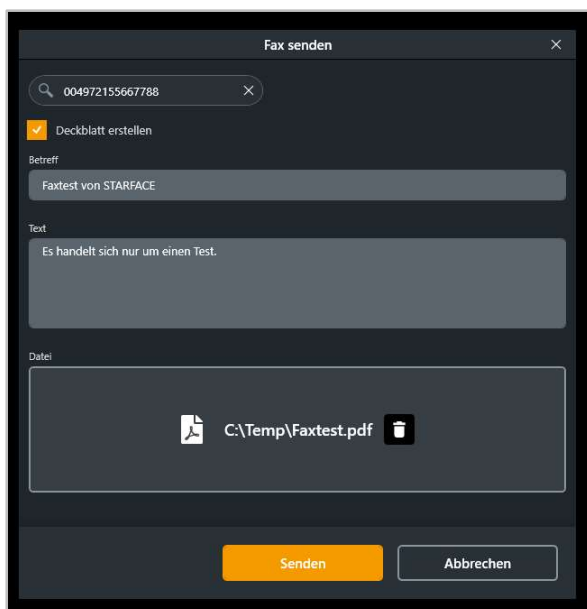 Fax senden
004972155667788
Deckblatt erstellen
Betreff
Faxtest von STARFACE
Text
Es handelt sich nur um einen Test.
Datei
C:\Temp\Faxtest.pdf
Senden
Abbrechen